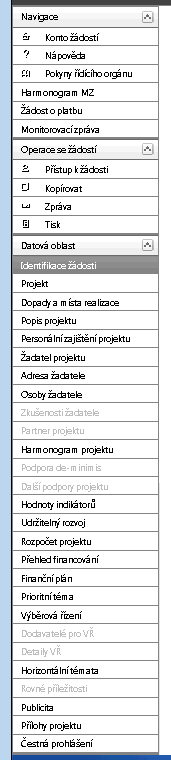 Navigace
Konto žádostí
Nápověda
Pokyny řídícího orgánu
Harmonogram MZ
Žádost o platbu
Monitorovací zpráva
Operace se žádostí
Přístup k žádosti
Kopírovat
Zpráva
Tisk
Datová oblast
Identifikace žádosti
Projekt
Dopady a místa realizace
Popis projektu
Personální zajištění projektu
Žadatel projektu
Adresa žadatele
Osoby žadatele
Zkušenosti žadatele
Partner projektu
Harmonogram projektu
Podpora de-minimis
Další podpory projektu
Hodnoty indikátorů
Udržitelný rozvoj
Rozpočet projektu
Přehled financování
Finanční plán
Prioritní téma
Výběrová řízení
Dodavatelé pro VŘ
Detaily VŘ
Horizontální témata
Rovné příležitosti
Publicita
Přílohy projektu
Čestná prohlášení